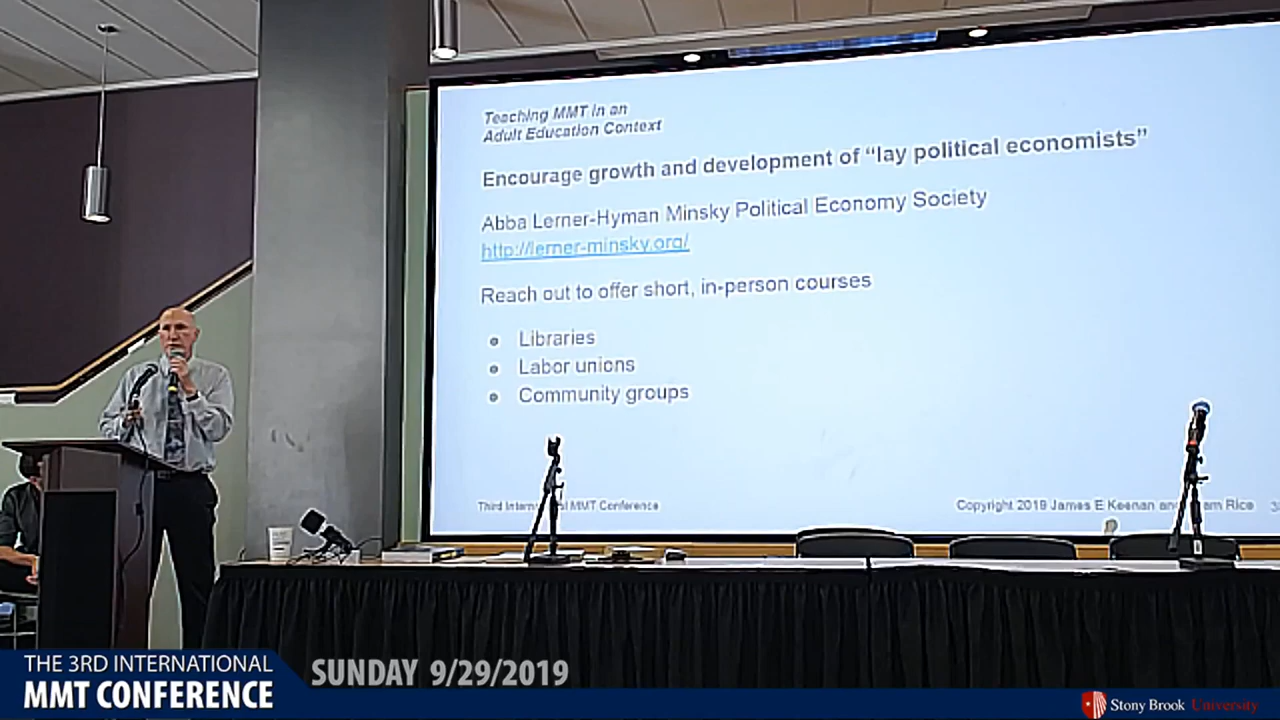 Teaching MMT in an
Adult Education Context
Encourage growth and development of “lay political economists”
Abba Lerner-Hyman Minsky Political Economy Society
http://lerner-minsky.org/
Reach out to offer short, in-person courses
• Libraries
• Labor unions
• Community groups
Third MMT Conference
Copyright 2019 James E Keenan Rice
THE 3RD INTERNATIONAL
MMT CONFERENCE
SUNDAY 9/29/2019
Stony Brook University